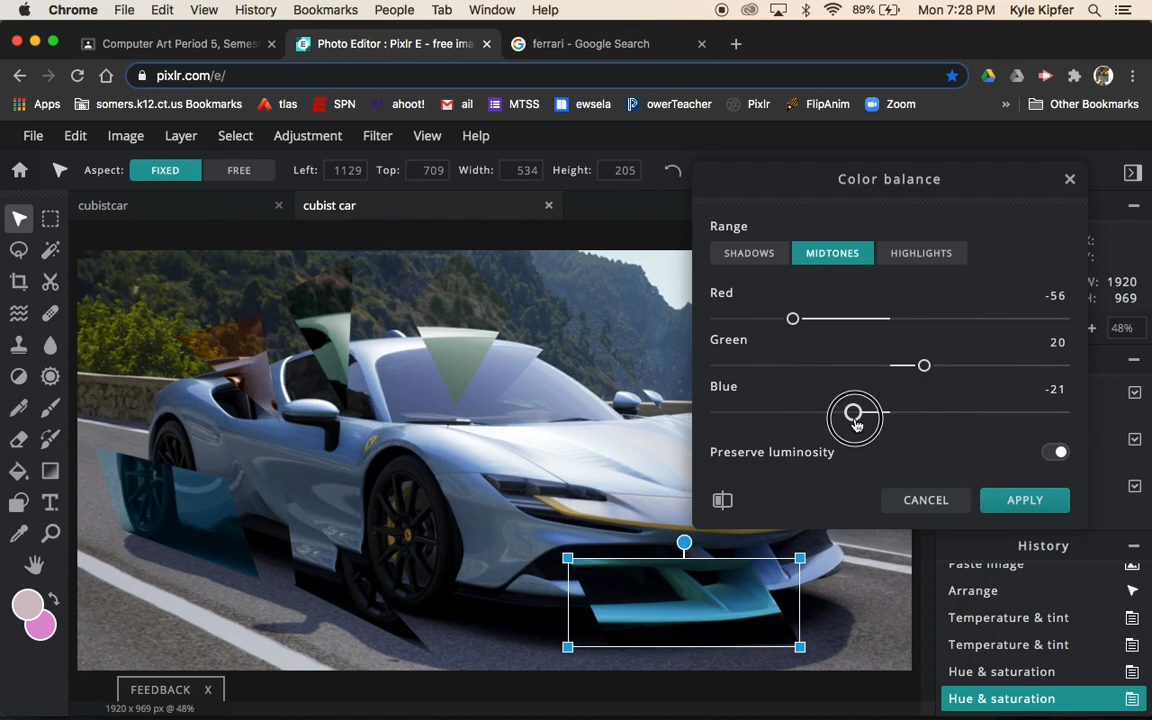 Chrome File Edit View History Bookmarks People Tab Window Help 89% Mon 7:28 PM Kyle Kipfer
Computer Art Period 5, Semes × Photo Editor : Pixlr E - free ima × ferrari - Google Search × +
pixlr.com/e/
Apps somers.k12.ct.us Bookmarks tlas SPN ahoot! ail MTSS ewsela owerTeacher Pixlr FlipAnim Zoom » Other Bookmarks
File Edit Image Layer Select Adjustment Filter View Help
Aspect: FIXED FREE Left: 1129 Top: 709 Width: 534 Height: 205
cubistcar × cubist car ×
Color balance ×
Range
SHADOWS MIDTONES HIGHLIGHTS
Red -56
Green 20
Blue -21
Preserve luminosity
CANCEL APPLY
X:
Y:
W: 1920
H: 969
+ 48%
History
Paste image
Arrange
Temperature & tint
Temperature & tint
Hue & saturation
Hue & saturation
FEEDBACK X
1920 x 969 px @ 48%